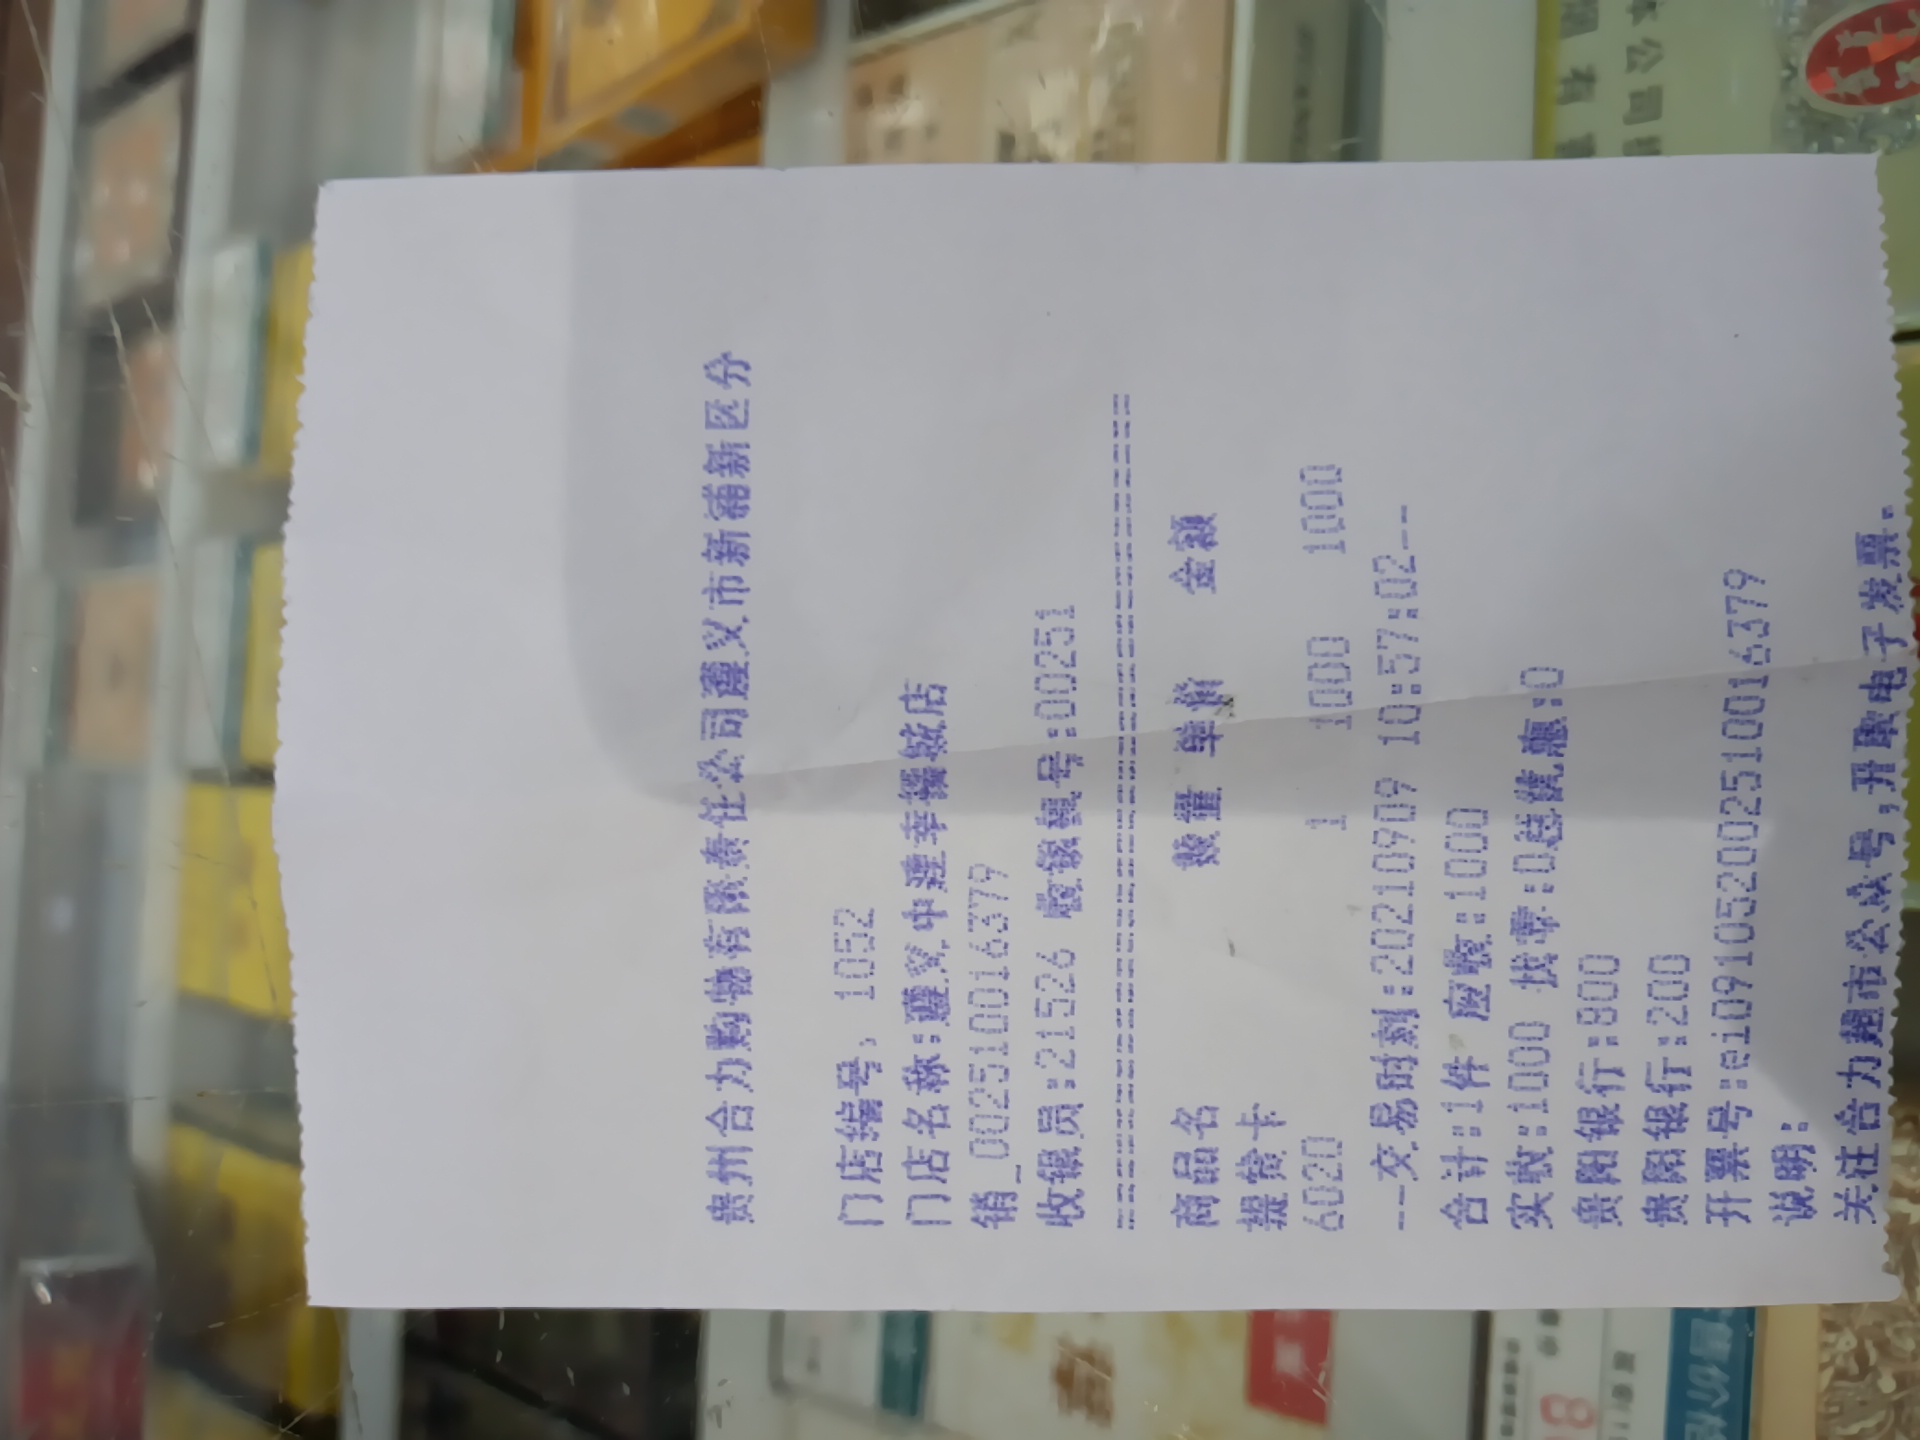 贵州合力购物有限责任公司遵义市新蒲新区分
门店编号: 1052
门店名称:遵义中建幸福城店
销_002510016379
收银员:21526 收银机号:00251
================================
商品名 数量 单价 金额
提货卡
6020 1 1000 1000
--交易时刻:20210909 10:57:02--
合计:1件 应收:1000
实收:1000 找零:0总优惠:0
贵阳银行:800
贵阳银行:200
开票号:ei091052002510016379
说明:
关注合力超市公众号,开取电子发票.